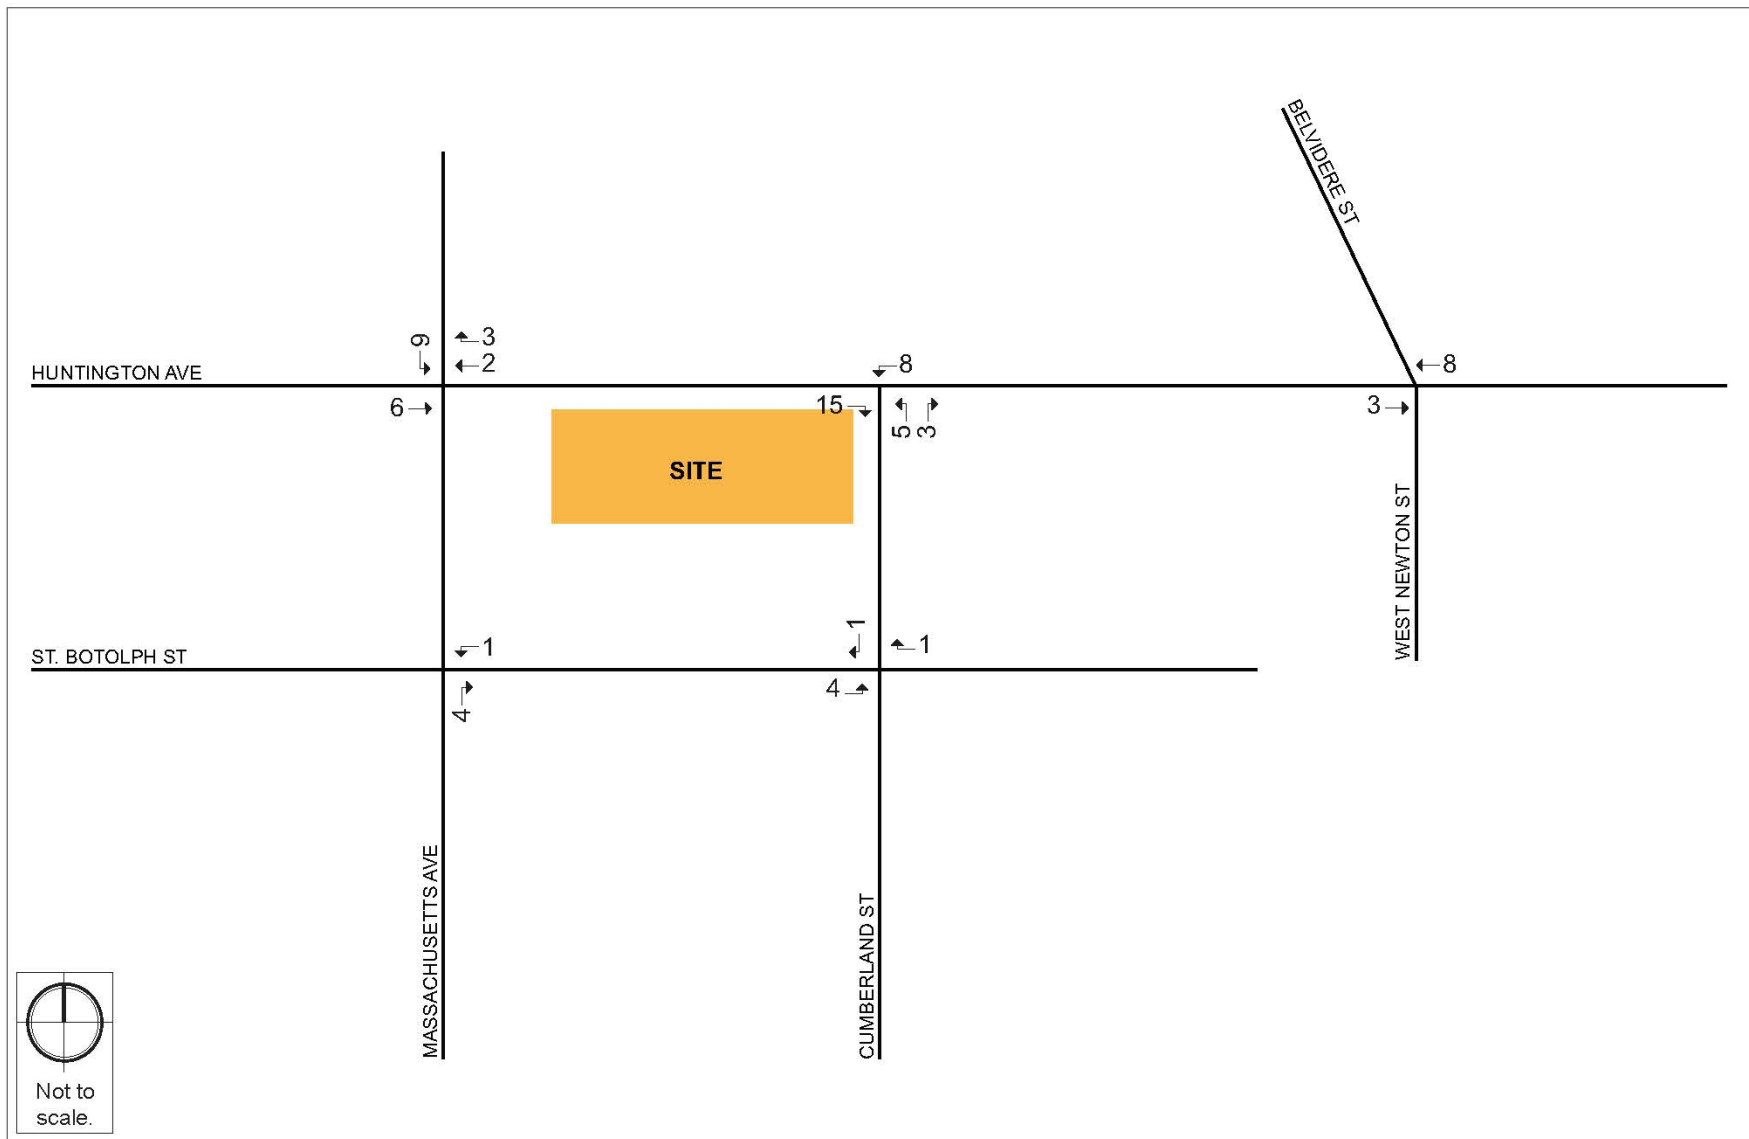 BELVIDERE ST
9
3
2
HUNTINGTON AVE
8
8
6
15
5
3
3
SITE
WEST NEWTON ST
1
1
1
ST. BOTOLPH ST
4
4
MASSACHUSETTS AVE
CUMBERLAND ST
Not to
scale.